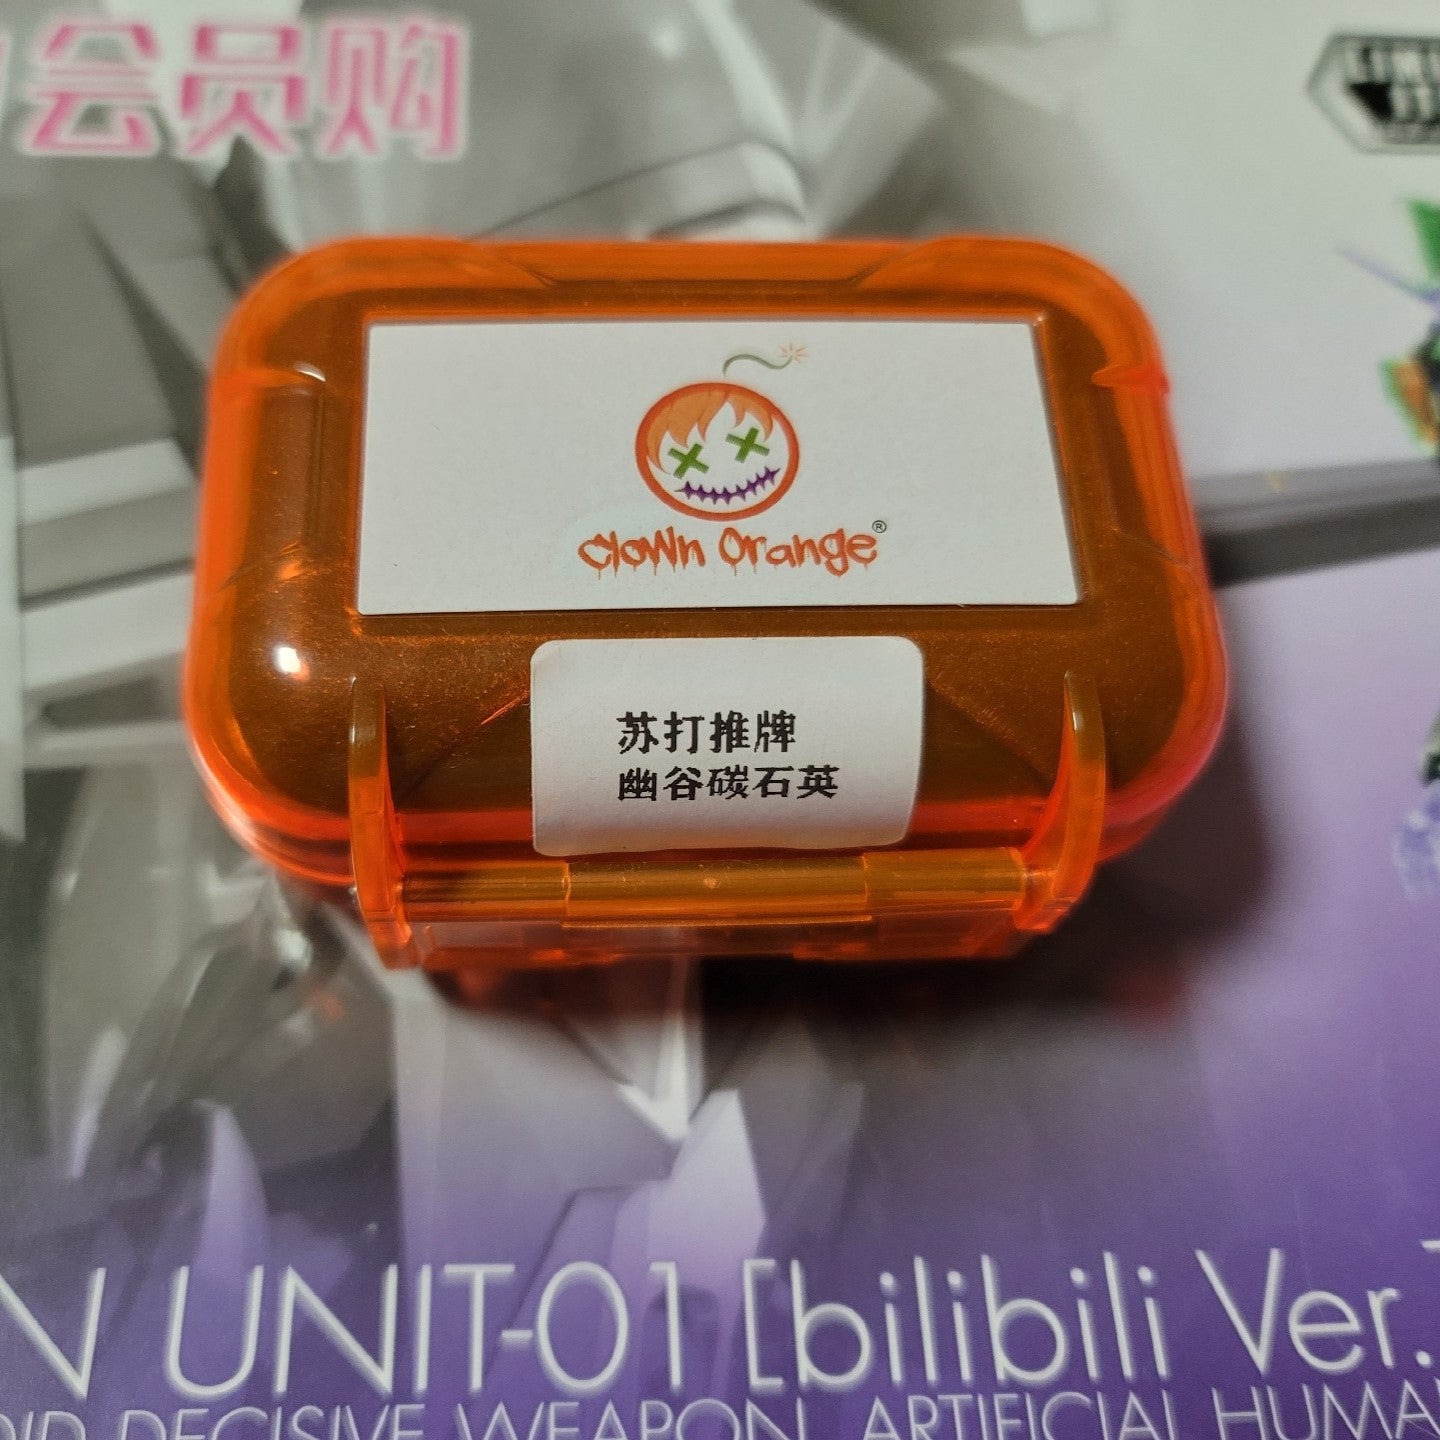 会员购
Clown Orange®
苏打推牌
幽谷碳石英
N UNIT-01 [bilibili Ver.]
OID DECISIVE WEAPON ARTIFICIAL HUMA